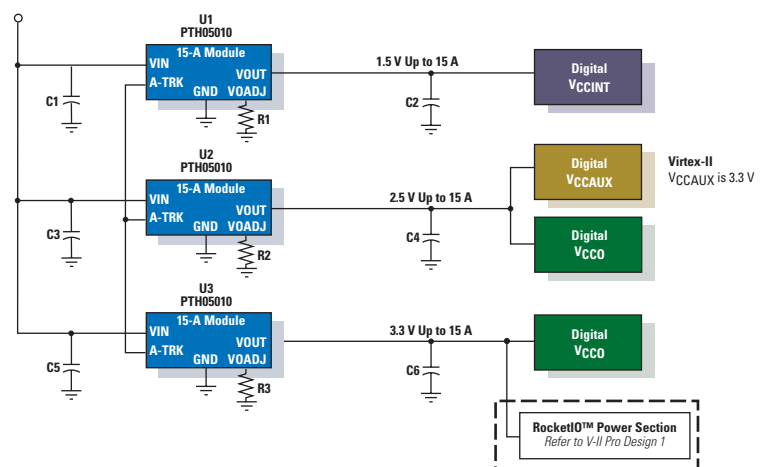 U1
PTH05010
15-A Module
VIN
VOUT
A-TRK
GND VOADJ
C1
R1
1.5 V Up to 15 A
C2
Digital
VCCINT
U2
PTH05010
15-A Module
VIN
VOUT
A-TRK
GND VOADJ
C3
R2
2.5 V Up to 15 A
C4
Digital
VCCAUX
Virtex-II
VCCAUX is 3.3 V
Digital
VCCO
U3
PTH05010
15-A Module
VIN
VOUT
A-TRK
GND VOADJ
C5
R3
3.3 V Up to 15 A
C6
Digital
VCCO
RocketIO™ Power Section
Refer to V-II Pro Design 1